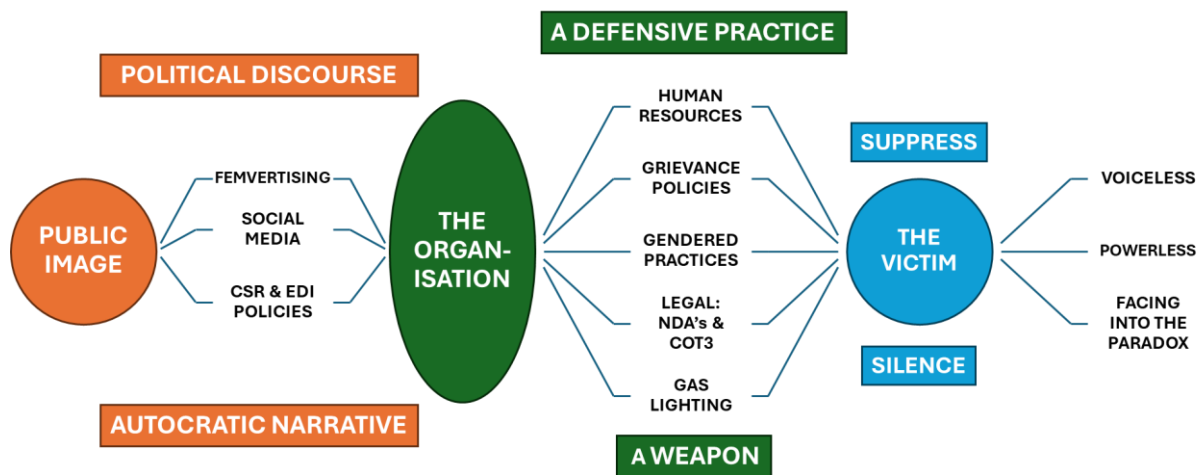 POLITICAL DISCOURSE
AUTOCRATIC NARRATIVE
PUBLIC
IMAGE
FEMVERTISING
SOCIAL
MEDIA
CSR & EDI
POLICIES
THE
ORGAN-
ISATION
A DEFENSIVE PRACTICE
HUMAN
RESOURCES
GRIEVANCE
POLICIES
GENDERED
PRACTICES
LEGAL:
NDA's &
COT3
GAS
LIGHTING
A WEAPON
SUPPRESS
THE
VICTIM
SILENCE
VOICELESS
POWERLESS
FACING
INTO THE
PARADOX